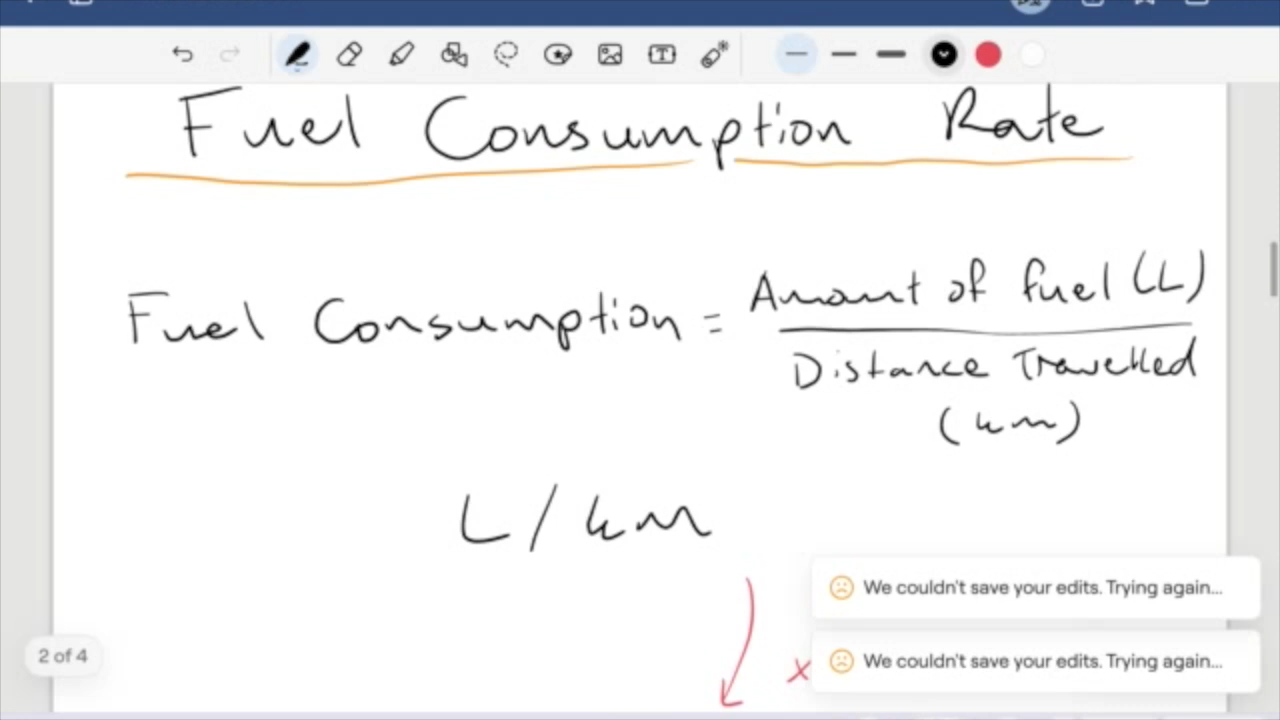 Fuel Consumption Rate
Fuel Consumption = Amount of fuel (L)
Distance Travelled
(km)
L/km
We couldn't save your edits. Trying again...
x
We couldn't save your edits. Trying again...
2 of 4